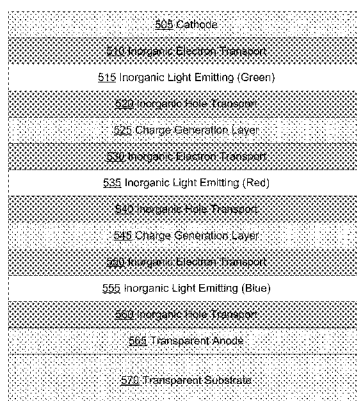 505 Cathode
510 Inorganic Electron Transport
515 Inorganic Light Emitting (Green)
520 Inorganic Hole Transport
525 Charge Generation Layer
530 Inorganic Electron Transport
535 Inorganic Light Emitting (Red)
540 Inorganic Hole Transport
545 Charge Generation Layer
550 Inorganic Electron Transport
555 Inorganic Light Emitting (Blue)
560 Inorganic Hole Transport
565 Transparent Anode
570 Transparent Substrate